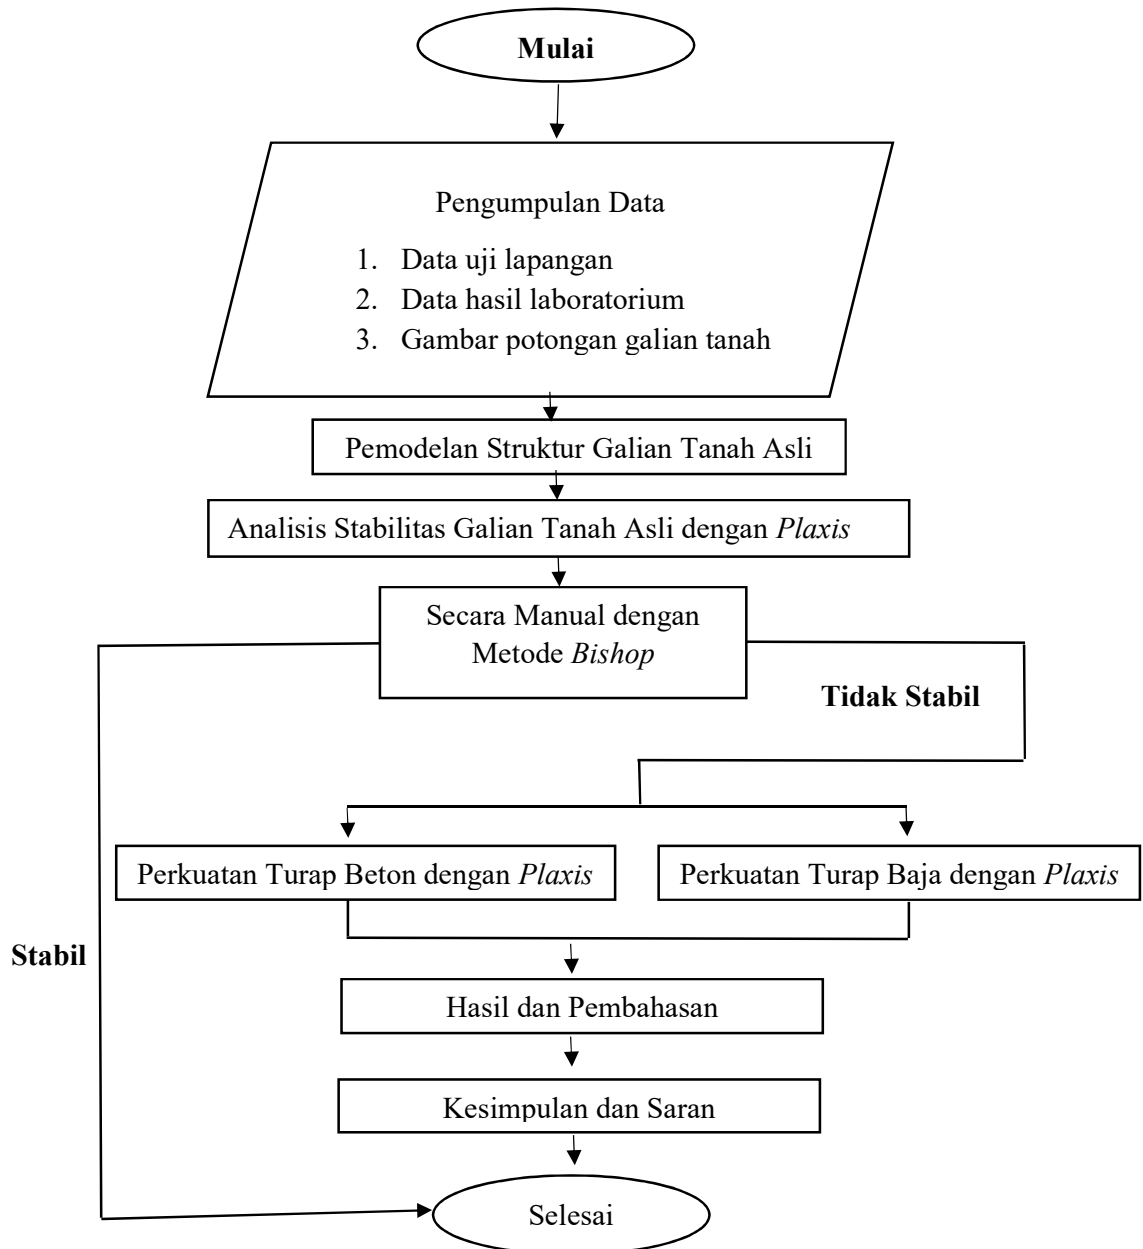 Mulai
Pengumpulan Data
1. Data uji lapangan
2. Data hasil laboratorium
3. Gambar potongan galian tanah
Pemodelan Struktur Galian Tanah Asli
Analisis Stabilitas Galian Tanah Asli dengan Plaxis
Secara Manual dengan
Metode Bishop
Tidak Stabil
Perkuatan Turap Beton dengan Plaxis
Perkuatan Turap Baja dengan Plaxis
Stabil
Hasil dan Pembahasan
Kesimpulan dan Saran
Selesai